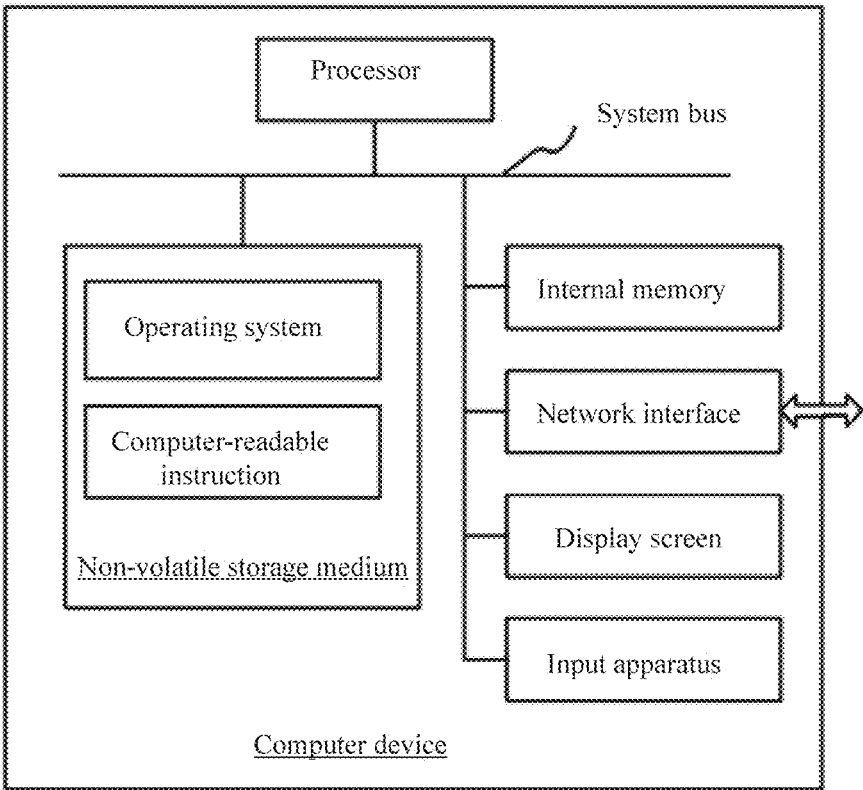 Processor
System bus
Operating system
Computer-readable
instruction
Non-volatile storage medium
Internal memory
Network interface
Display screen
Input apparatus
Computer device